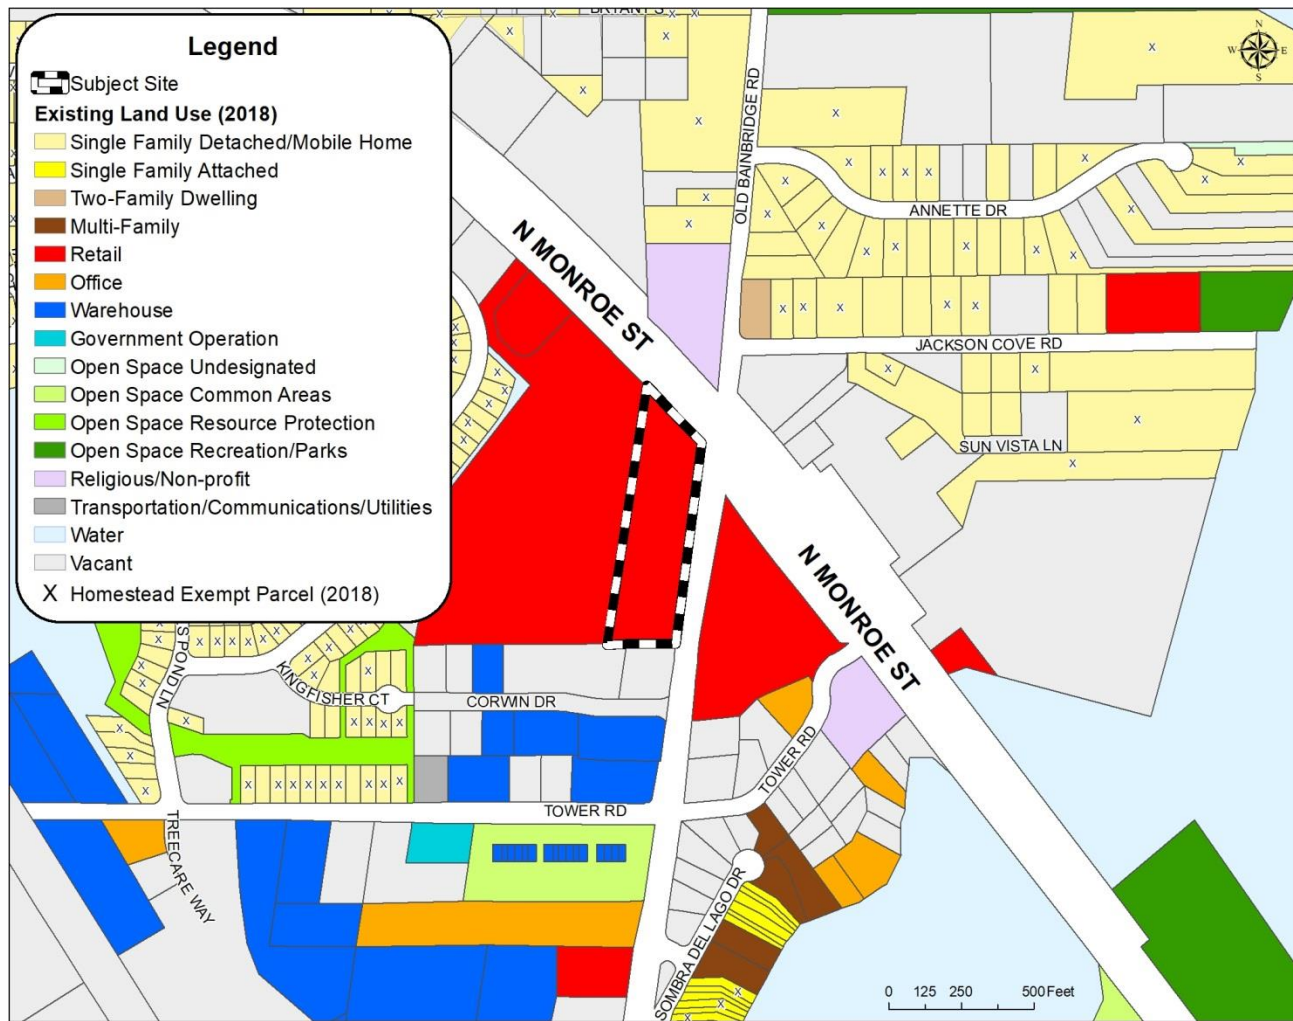 Legend
Subject Site
Existing Land Use (2018)
Single Family Detached/Mobile Home
Single Family Attached
Two-Family Dwelling
Multi-Family
Retail
Office
Warehouse
Government Operation
Open Space Undesignated
Open Space Common Areas
Open Space Resource Protection
Open Space Recreation/Parks
Religious/Non-profit
Transportation/Communications/Utilities
Water
Vacant
X Homestead Exempt Parcel (2018)
N
W E
S
OLD BAINBRIDGE RD
ANNETTE DR
N MONROE ST
JACKSON COVE RD
SUN VISTA LN
N MONROE ST
S POND LN
KINGFISHER CT
CORWIN DR
TOWER RD
TOWER RD
TREECARE WAY
SOMBRA DEL LAGO DR
0 125 250 500 Feet